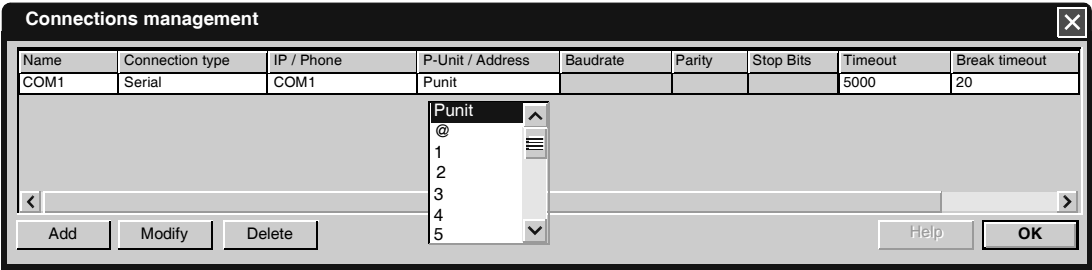 Connections management
Name Connection type IP / Phone P-Unit / Address Baudrate Parity Stop Bits Timeout Break timeout
COM1 Serial COM1 Punit 5000 20
Punit
@
1
2
3
4
5
Add Modify Delete Help OK